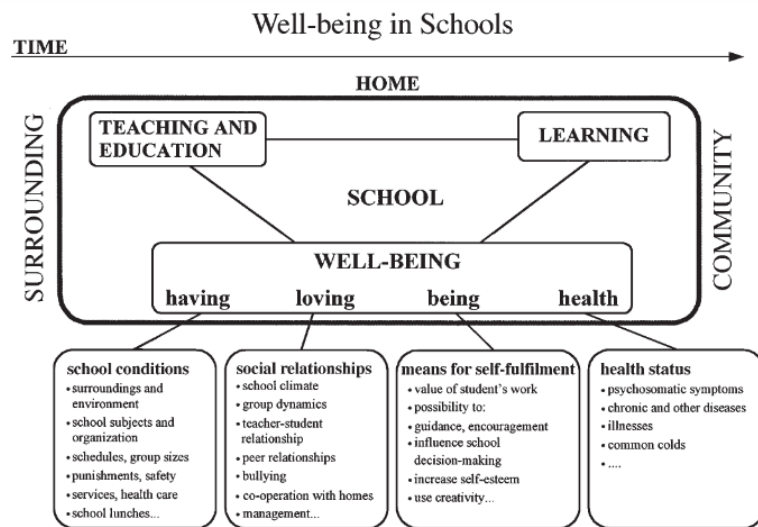 Well-being in Schools
TIME
HOME
SURROUNDING
COMMUNITY
TEACHING AND
EDUCATION
LEARNING
SCHOOL
WELL-BEING
having loving being health
school conditions
• surroundings and
environment
• school subjects and
organization
• schedules, group sizes
• punishments, safety
• services, health care
• school lunches...
social relationships
• school climate
• group dynamics
• teacher-student
relationship
• peer relationships
• bullying
• co-operation with homes
• management...
means for self-fulfilment
• value of student's work
• possibility to:
• guidance, encouragement
• influence school
decision-making
• increase self-esteem
• use creativity...
health status
• psychosomatic symptoms
• chronic and other diseases
• illnesses
• common colds
• ....